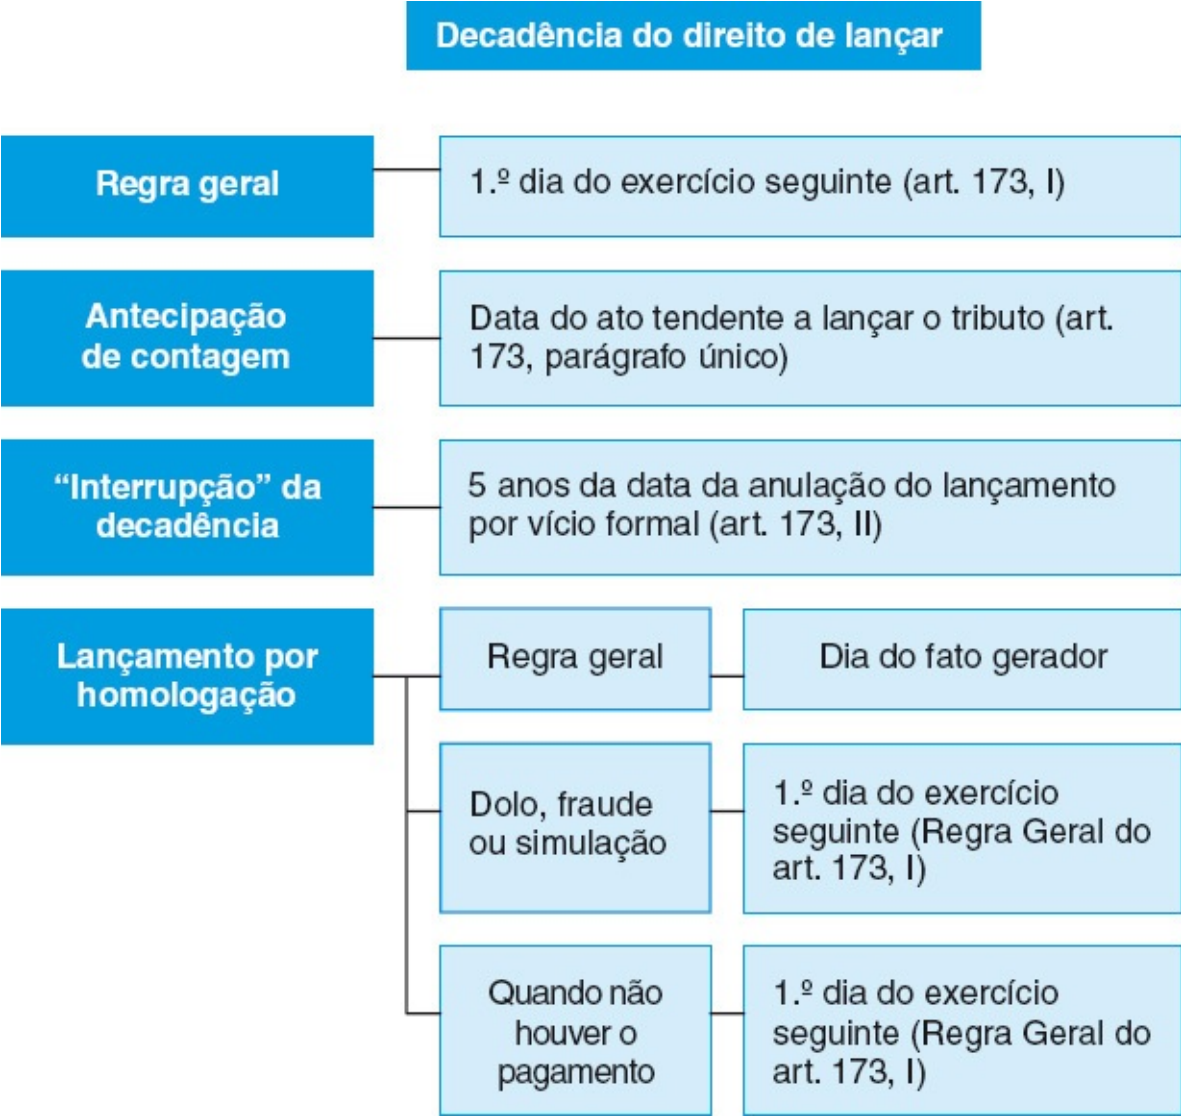 Decadência do direito de lançar
Regra geral
1.º dia do exercício seguinte (art. 173, I)
Antecipação
de contagem
Data do ato tendente a lançar o tributo (art.
173, parágrafo único)
“Interrupção” da
decadência
5 anos da data da anulação do lançamento
por vício formal (art. 173, II)
Lançamento por
homologação
Regra geral
Dia do fato gerador
Dolo, fraude
ou simulação
1.º dia do exercício
seguinte (Regra Geral do
art. 173, I)
Quando não
houver o
pagamento
1.º dia do exercício
seguinte (Regra Geral do
art. 173, I)